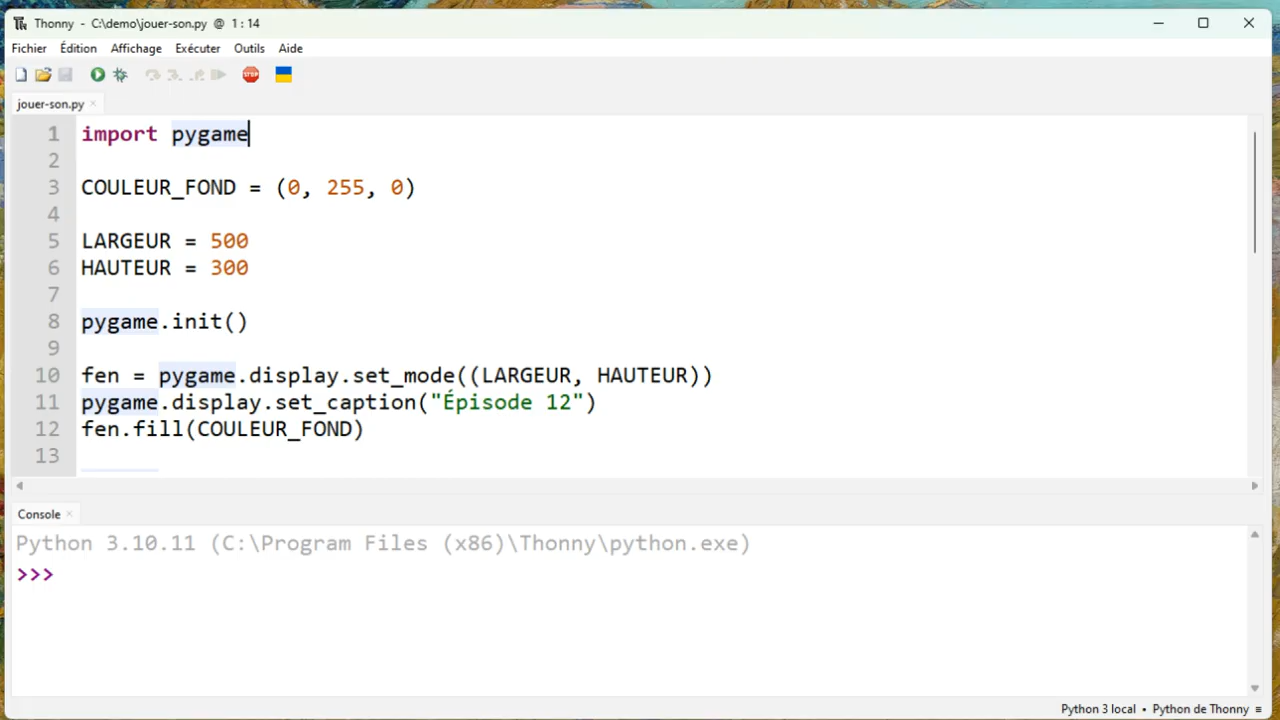 Thonny - C:\demo\jouer-son.py @ 1:14
Fichier Édition Affichage Exécuter Outils Aide
STOP
jouer-son.py
1 import pygame
2
3 COULEUR_FOND = (0, 255, 0)
4
5 LARGEUR = 500
6 HAUTEUR = 300
7
8 pygame.init()
9
10 fen = pygame.display.set_mode((LARGEUR, HAUTEUR))
11 pygame.display.set_caption("Épisode 12")
12 fen.fill(COULEUR_FOND)
13
Console
Python 3.10.11 (C:\Program Files (x86)\Thonny\python.exe)
>>>
Python 3 local • Python de Thonny ≡